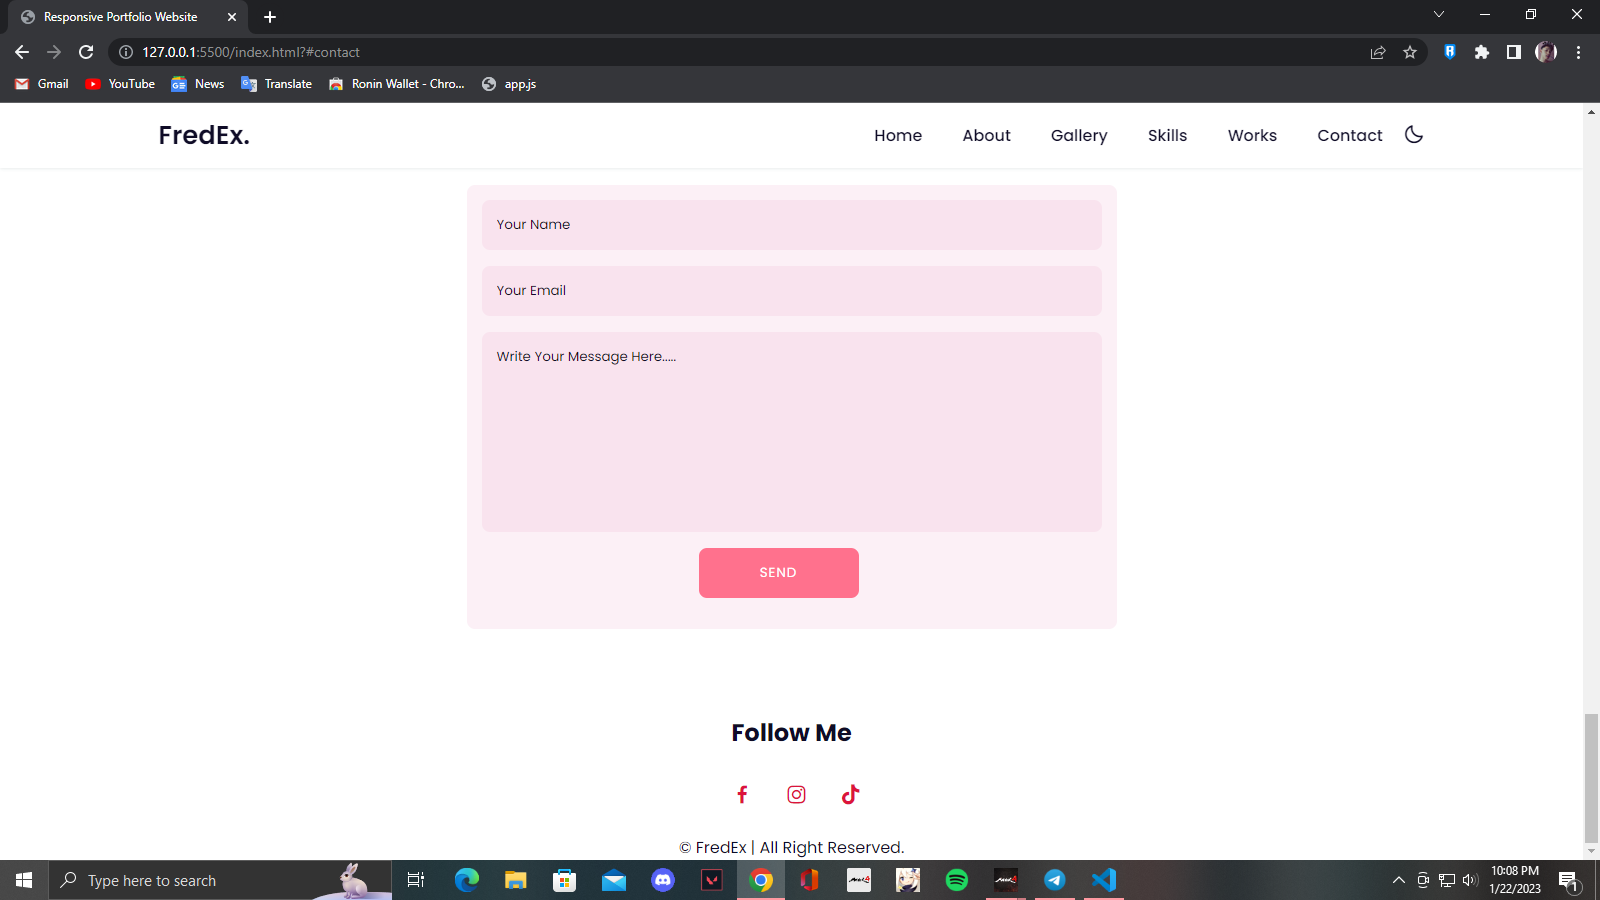 Responsive Portfolio Website
127.0.0.1:5500/index.html?#contact
Gmail YouTube News Translate Ronin Wallet - Chro... app.js
FredEx. Home About Gallery Skills Works Contact
Your Name
Your Email
Write Your Message Here.....
SEND
Follow Me
© FredEx | All Right Reserved.
Type here to search
10:08 PM
1/22/2023
1